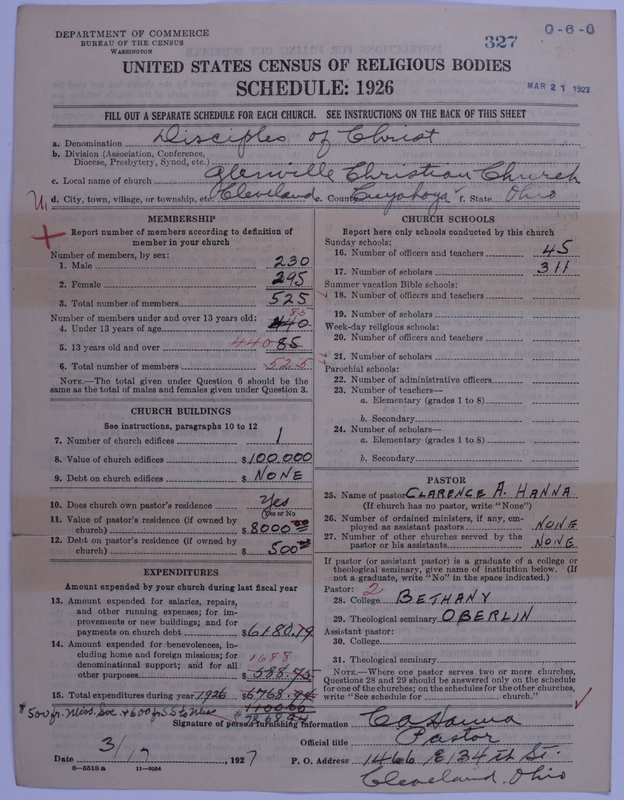 DEPARTMENT OF COMMERCE
BUREAU OF THE CENSUS
WASHINGTON
327
0-6-0
UNITED STATES CENSUS OF RELIGIOUS BODIES
SCHEDULE: 1926
MAR 21 1927
FILL OUT A SEPARATE SCHEDULE FOR EACH CHURCH. SEE INSTRUCTIONS ON THE BACK OF THIS SHEET
a. Denomination Disciples of Christ
b. Division (Association, Conference,
Diocese, Presbytery, Synod, etc.)
c. Local name of church Glenville Christian Church
d. City, town, village, or township, etc. Cleveland e. County Cuyahoga f. State Ohio
MEMBERSHIP
Report number of members according to definition of
member in your church
Number of members, by sex:
1. Male 230
2. Female 295
3. Total number of members 525
Number of members under and over 13 years old:
4. Under 13 years of age 440 85
5. 13 years old and over 440 85
6. Total number of members 525
NOTE.—The total given under Question 6 should be the
same as the total of males and females given under Question 3.
CHURCH BUILDINGS
See instructions, paragraphs 10 to 12
7. Number of church edifices 1
8. Value of church edifices $100.000
9. Debt on church edifices $ NONE
10. Does church own pastor's residence Yes
Yes or No
11. Value of pastor's residence (if owned by
church) $8000 00
12. Debt on pastor's residence (if owned by
church) $500
EXPENDITURES
Amount expended by your church during last fiscal year
13. Amount expended for salaries, repairs,
and other running expenses; for im-
provements or new buildings; and for
payments on church debt $6180.19
14. Amount expended for benevolences, in-
cluding home and foreign missions; for
denominational support; and for all
other purposes 1688
$588.75
15. Total expenditures during year 1926 $6768.94
1100 00
$7868.94
CHURCH SCHOOLS
Report here only schools conducted by this church
Sunday schools:
16. Number of officers and teachers 45
17. Number of scholars 311
Summer vacation Bible schools:
18. Number of officers and teachers
19. Number of scholars
Week-day religious schools:
20. Number of officers and teachers
21. Number of scholars
Parochial schools:
22. Number of administrative officers
23. Number of teachers—
a. Elementary (grades 1 to 8)
b. Secondary
24. Number of scholars—
a. Elementary (grades 1 to 8)
b. Secondary
PASTOR
25. Name of pastor CLARENCE A. HANNA
(If church has no pastor, write "None")
26. Number of ordained ministers, if any, em-
ployed as assistant pastors NONE
27. Number of other churches served by the
pastor or his assistants NONE
If pastor (or assistant pastor) is a graduate of a college or
theological seminary, give name of institution below. (If
not a graduate, write "No" in the space indicated.)
Pastor: 2
28. College BETHANY
29. Theological seminary OBERLIN
Assistant pastor:
30. College
31. Theological seminary
NOTE.—Where one pastor serves two or more churches,
Questions 28 and 29 should be answered only on the schedule
for one of the churches; on the schedules for the other churches,
write "See schedule for church."
Signature of person furnishing information C A Hanna
Official title Pastor
Date 3/17, 1927 P. O. Address 1466 E 134th St.
8—5518 a 11—9034
Cleveland, Ohio